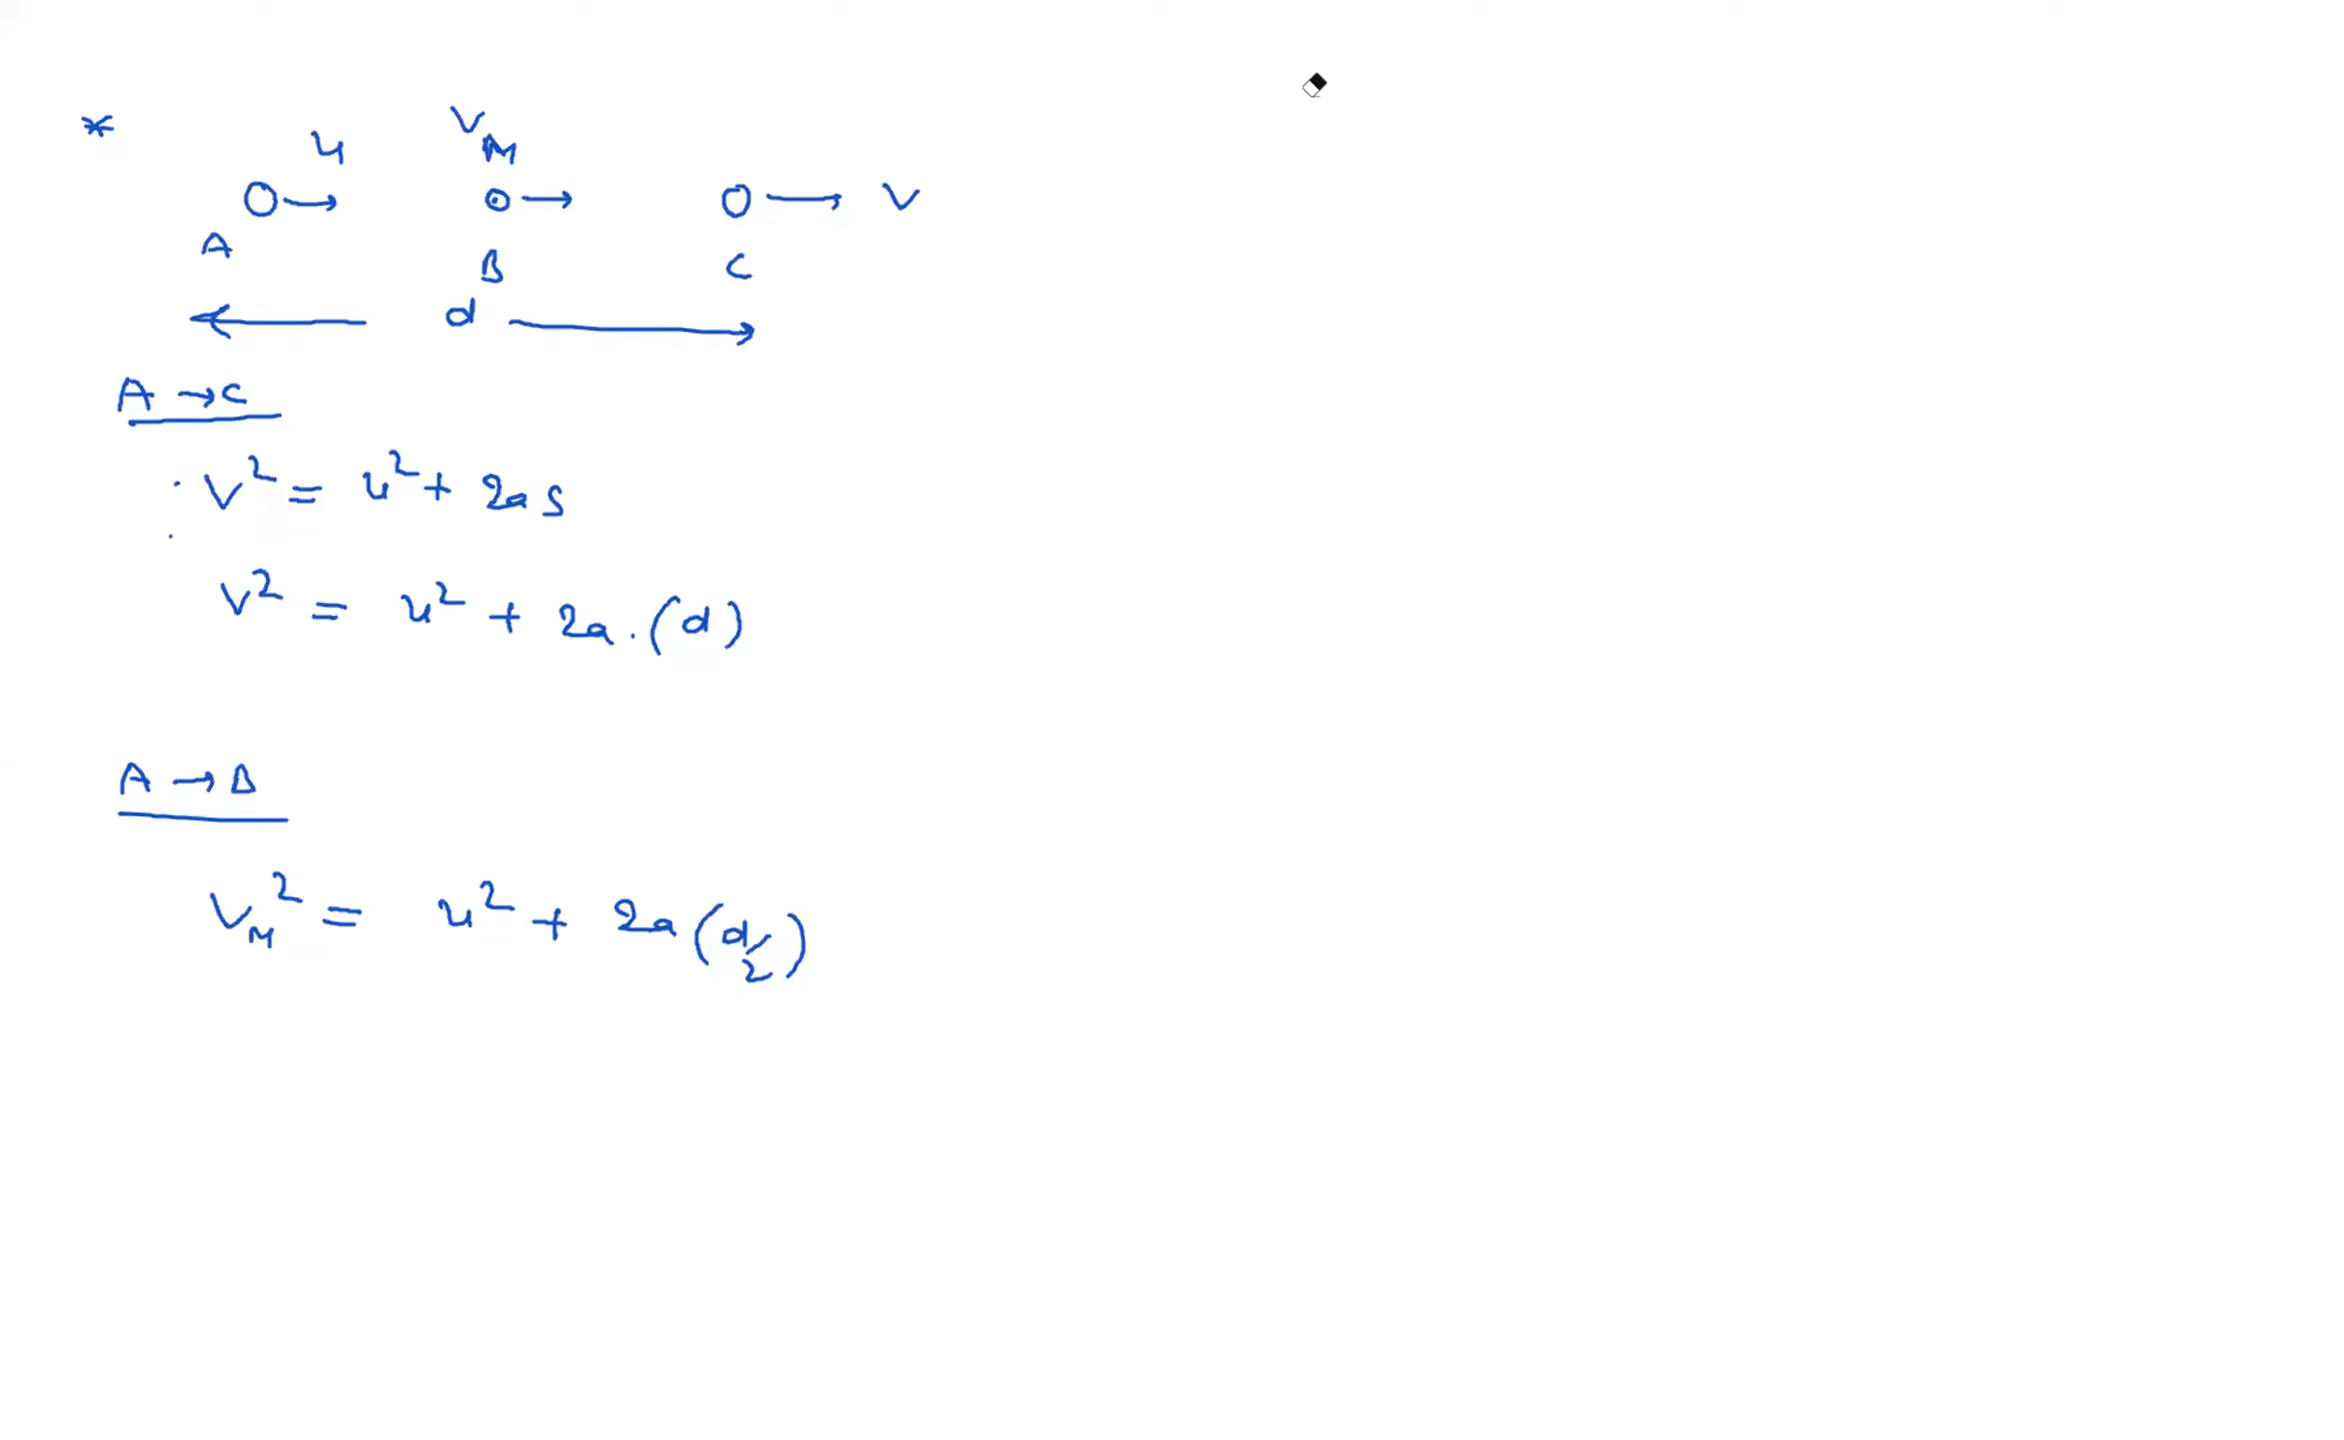 *
u V_M
V
A B C
d
A → C
V² = u² + 2as
V² = u² + 2a.(d)
A → B
V_M² = u² + 2a(d/2)